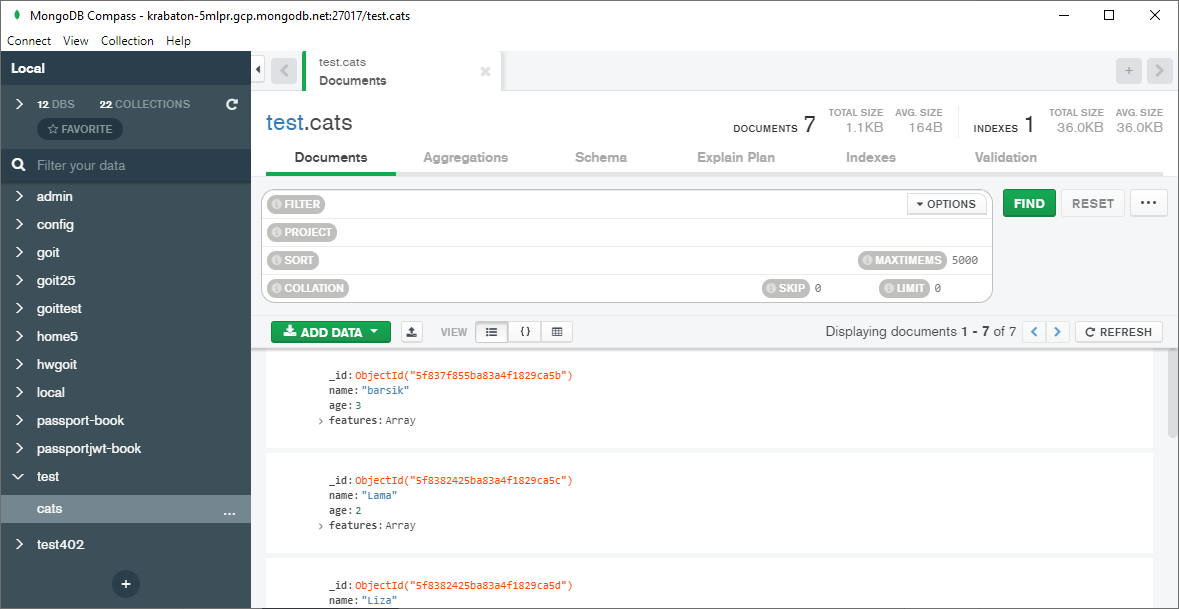 MongoDB Compass - krabaton-5mlpr.gcp.mongodb.net:27017/test.cats
Connect View Collection Help
Local
12 DBS 22 COLLECTIONS
FAVORITE
Filter your data
admin
config
goit
goit25
goittest
home5
hwgoit
local
passport-book
passportjwt-book
test
cats ...
test402
+
test.cats
Documents
test.cats
DOCUMENTS 7 TOTAL SIZE 1.1KB AVG. SIZE 164B INDEXES 1 TOTAL SIZE 36.0KB AVG. SIZE 36.0KB
Documents Aggregations Schema Explain Plan Indexes Validation
FILTER OPTIONS FIND RESET ...
PROJECT
SORT MAXTIMEMS 5000
COLLATION SKIP 0 LIMIT 0
ADD DATA VIEW {} Displaying documents 1 - 7 of 7 < > REFRESH
_id: ObjectId("5f837f855ba83a4f1829ca5b")
name: "barsik"
age: 3
> features: Array
_id: ObjectId("5f8382425ba83a4f1829ca5c")
name: "Lama"
age: 2
> features: Array
_id: ObjectId("5f8382425ba83a4f1829ca5d")
name: "Liza"